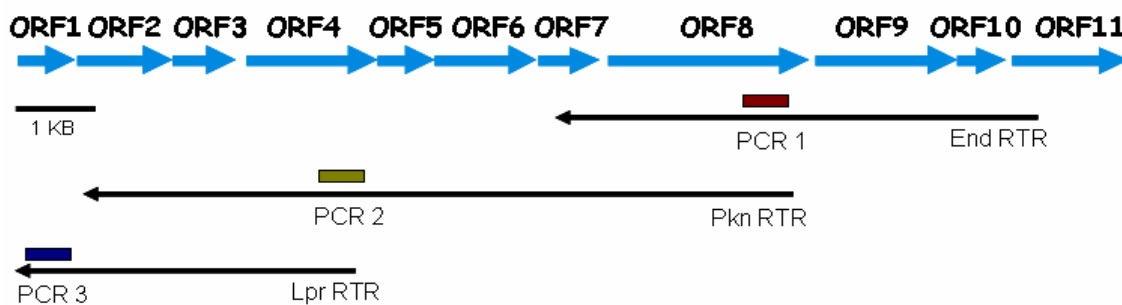 ORF1 ORF2 ORF3 ORF4 ORF5 ORF6 ORF7 ORF8 ORF9 ORF10 ORF11
1 KB
PCR 1 End RTR
PCR 2 Pkn RTR
PCR 3 Lpr RTR